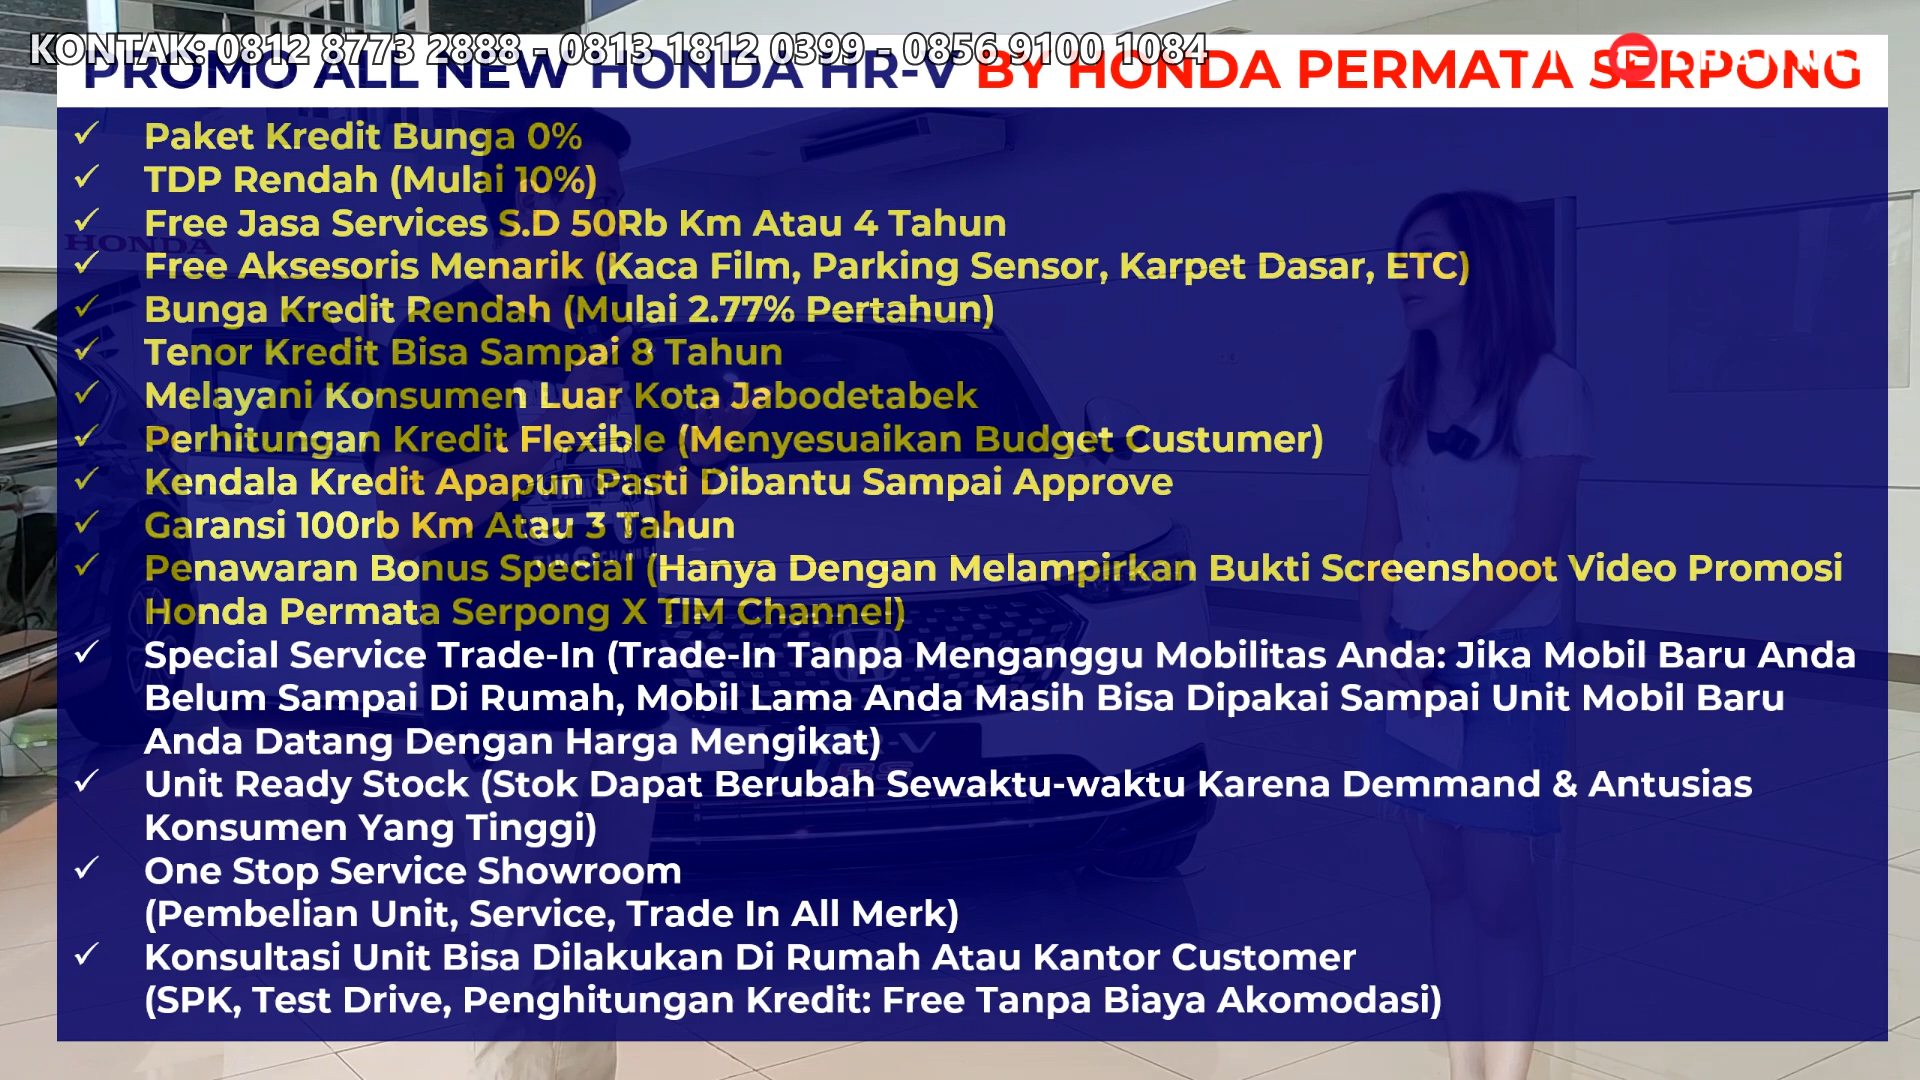 KONTAK: 0812 8773 2888 - 0813 1812 0399 - 0856 9100 1084
PROMO ALL NEW HONDA HR-V BY HONDA PERMATA SERPONG
✓ Paket Kredit Bunga 0%
✓ TDP Rendah (Mulai 10%)
✓ Free Jasa Services S.D 50Rb Km Atau 4 Tahun
HONDA
✓ Free Aksesoris Menarik (Kaca Film, Parking Sensor, Karpet Dasar, ETC)
✓ Bunga Kredit Rendah (Mulai 2.77% Pertahun)
✓ Tenor Kredit Bisa Sampai 8 Tahun
✓ Melayani Konsumen Luar Kota Jabodetabek
✓ Perhitungan Kredit Flexible (Menyesuaikan Budget Custumer)
✓ Kendala Kredit Apapun Pasti Dibantu Sampai Approve
✓ Garansi 100rb Km Atau 3 Tahun
✓ Penawaran Bonus Special (Hanya Dengan Melampirkan Bukti Screenshoot Video Promosi
Honda Permata Serpong X TIM Channel)
✓ Special Service Trade-In (Trade-In Tanpa Menganggu Mobilitas Anda: Jika Mobil Baru Anda
Belum Sampai Di Rumah, Mobil Lama Anda Masih Bisa Dipakai Sampai Unit Mobil Baru
Anda Datang Dengan Harga Mengikat)
✓ Unit Ready Stock (Stok Dapat Berubah Sewaktu-waktu Karena Demmand & Antusias
Konsumen Yang Tinggi)
✓ One Stop Service Showroom
(Pembelian Unit, Service, Trade In All Merk)
✓ Konsultasi Unit Bisa Dilakukan Di Rumah Atau Kantor Customer
(SPK, Test Drive, Penghitungan Kredit: Free Tanpa Biaya Akomodasi)